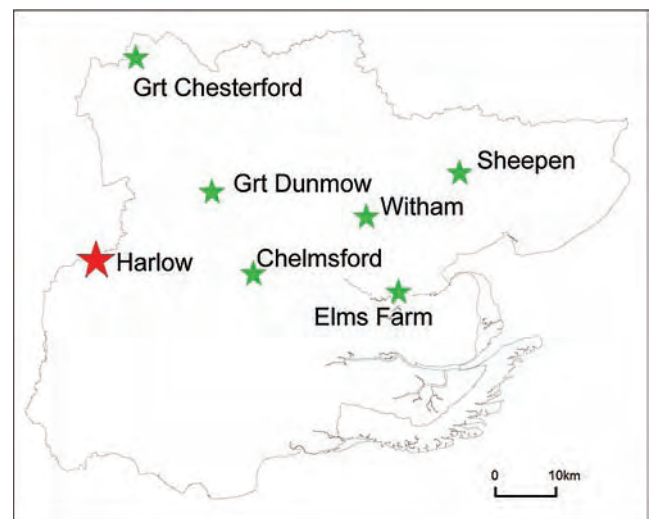 Grt Chesterford
Sheepen
Grt Dunmow
Witham
Harlow
Chelmsford
Elms Farm
0 10km